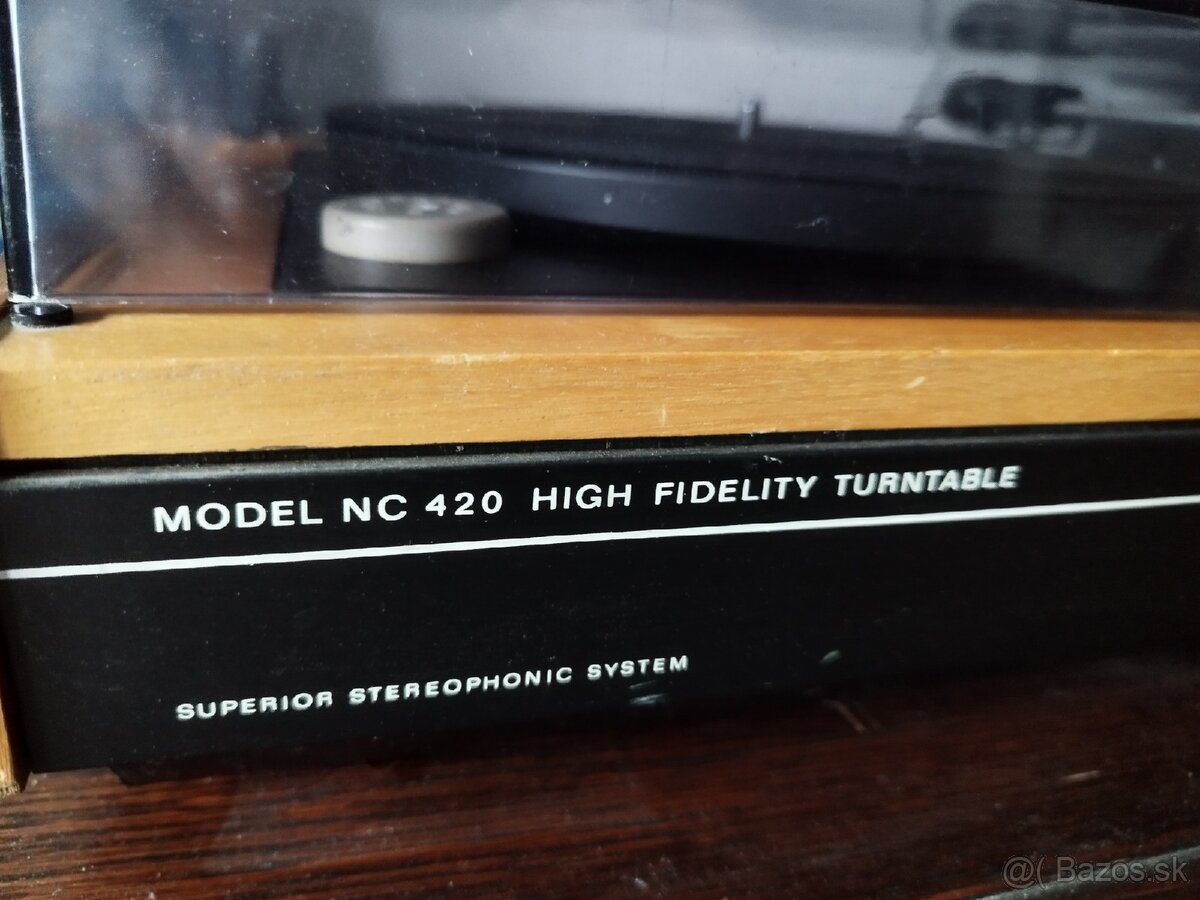 MODEL NC 420 HIGH FIDELITY TURNTABLE
SUPERIOR STEREOPHONIC SYSTEM
@( Bazos.sk